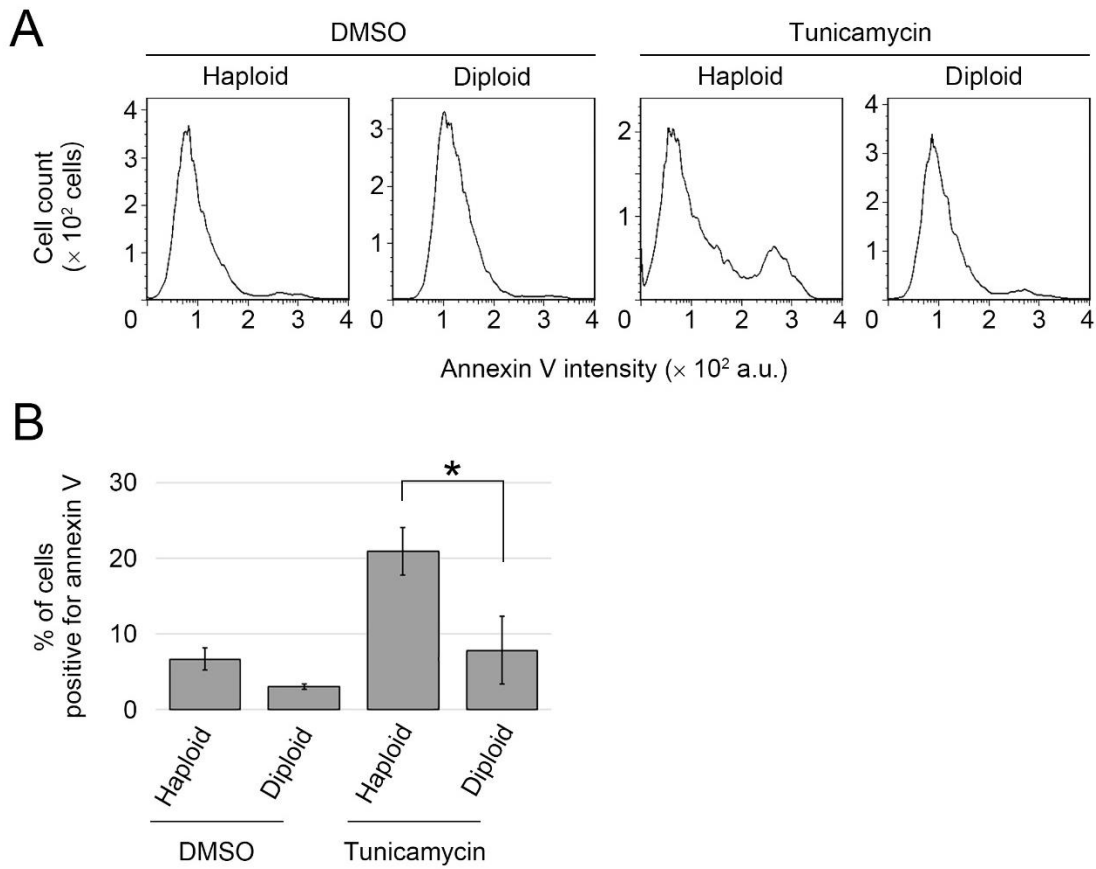 A
DMSO
Tunicamycin
Haploid
Diploid
Haploid
Diploid
Cell count
(× 10² cells)
4
3
2
1
0
1
2
3
4
3
2
1
0
1
2
3
4
2
1
0
1
2
3
4
4
3
2
1
0
1
2
3
4
Annexin V intensity (× 10² a.u.)
B
% of cells
positive for annexin V
30
20
10
0
*
Haploid
Diploid
Haploid
Diploid
DMSO
Tunicamycin